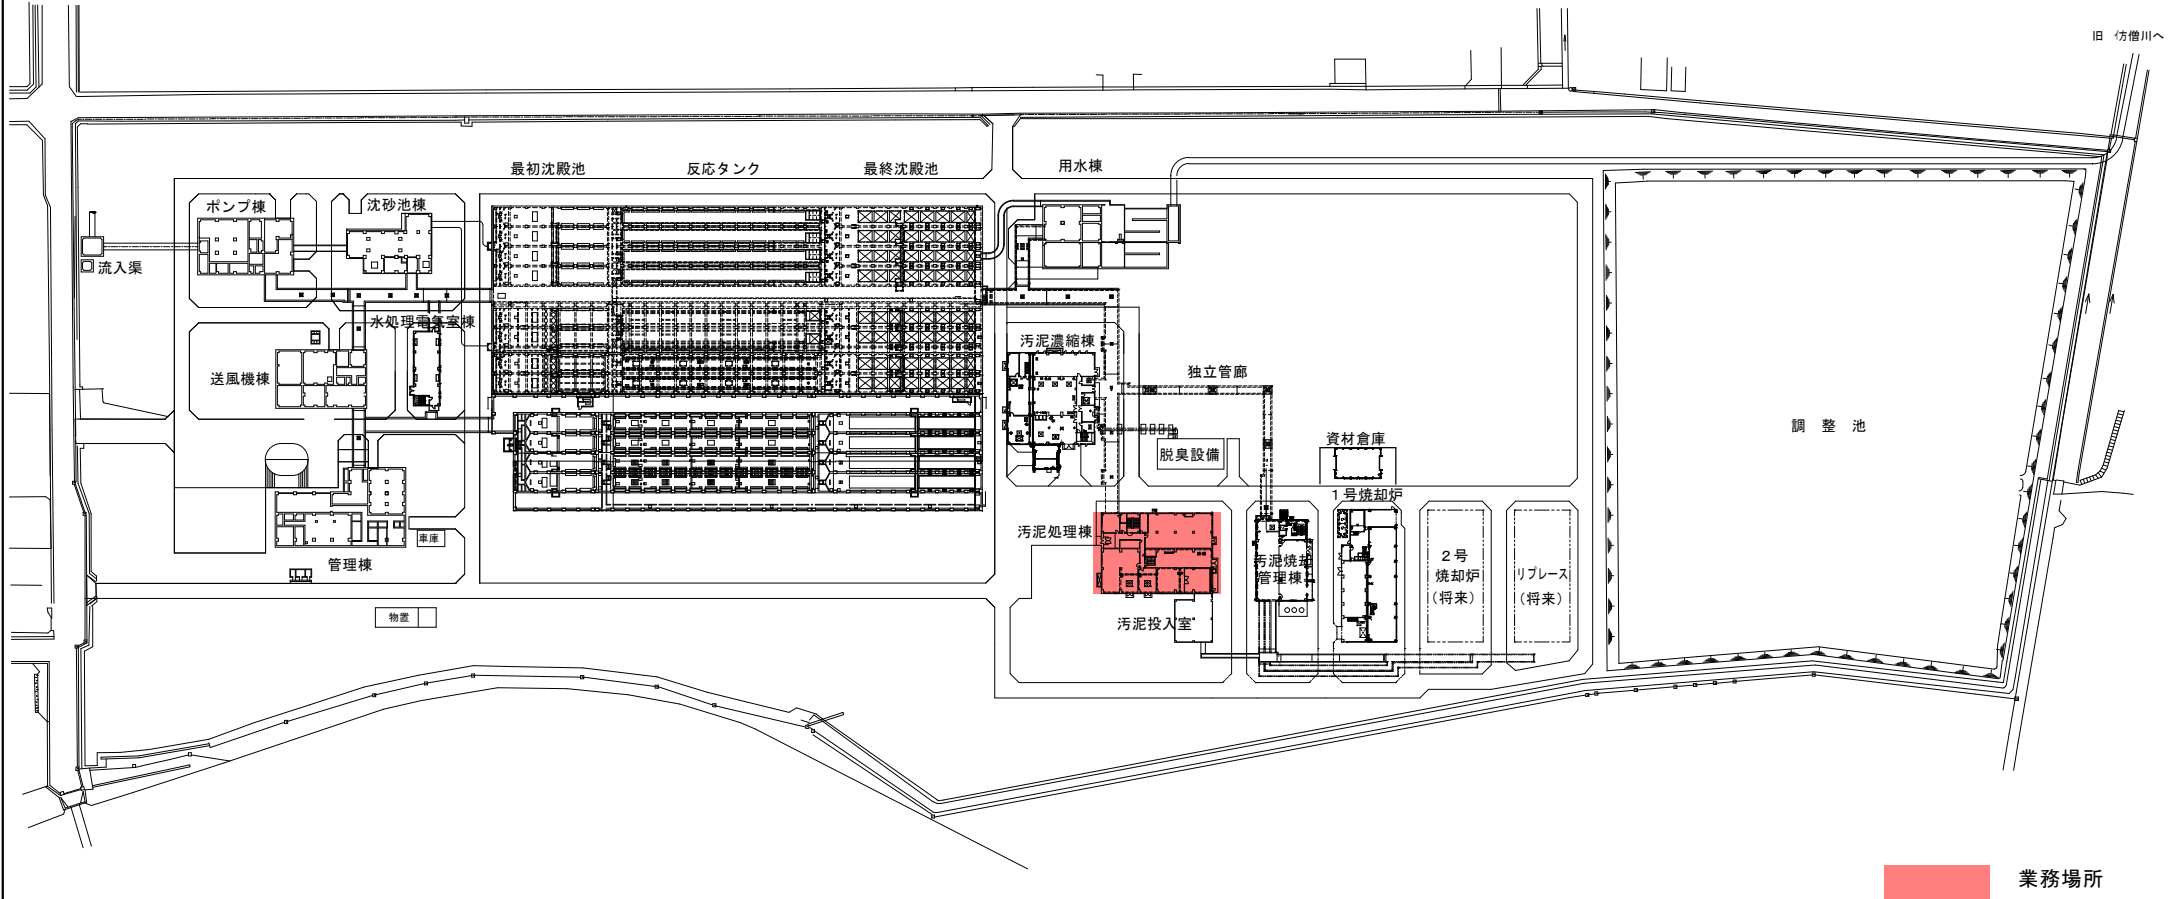 旧 仿僧川へ
最初沈殿池
反応タンク
最終沈殿池
用水棟
ポンプ棟
沈砂池棟
流入渠
水処理電気室棟
送風機棟
汚泥濃縮棟
独立管廊
調 整 池
資材倉庫
脱臭設備
1号焼却炉
汚泥処理棟
車庫
管理棟
汚泥焼却
管理棟
2号
焼却炉
(将来)
リプレース
(将来)
物置
汚泥投入室
業務場所